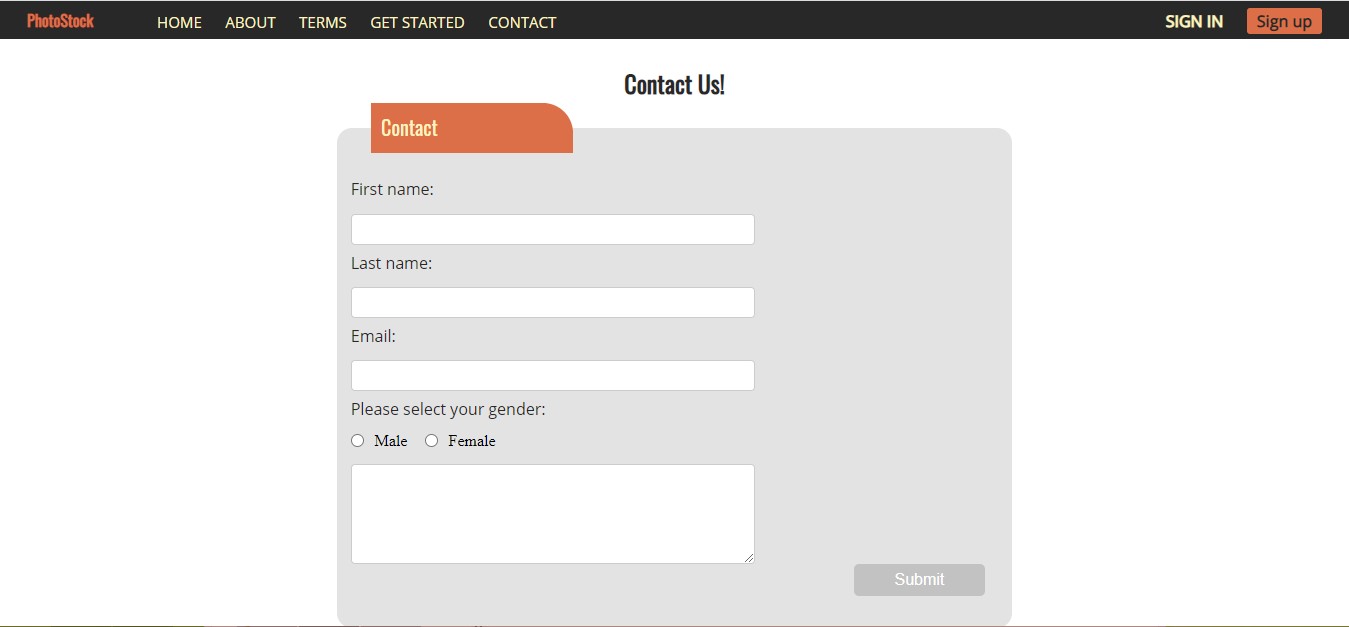 PhotoStock HOME ABOUT TERMS GET STARTED CONTACT SIGN IN Sign up
Contact Us!
Contact
First name:
Last name:
Email:
Please select your gender:
Male Female
Submit